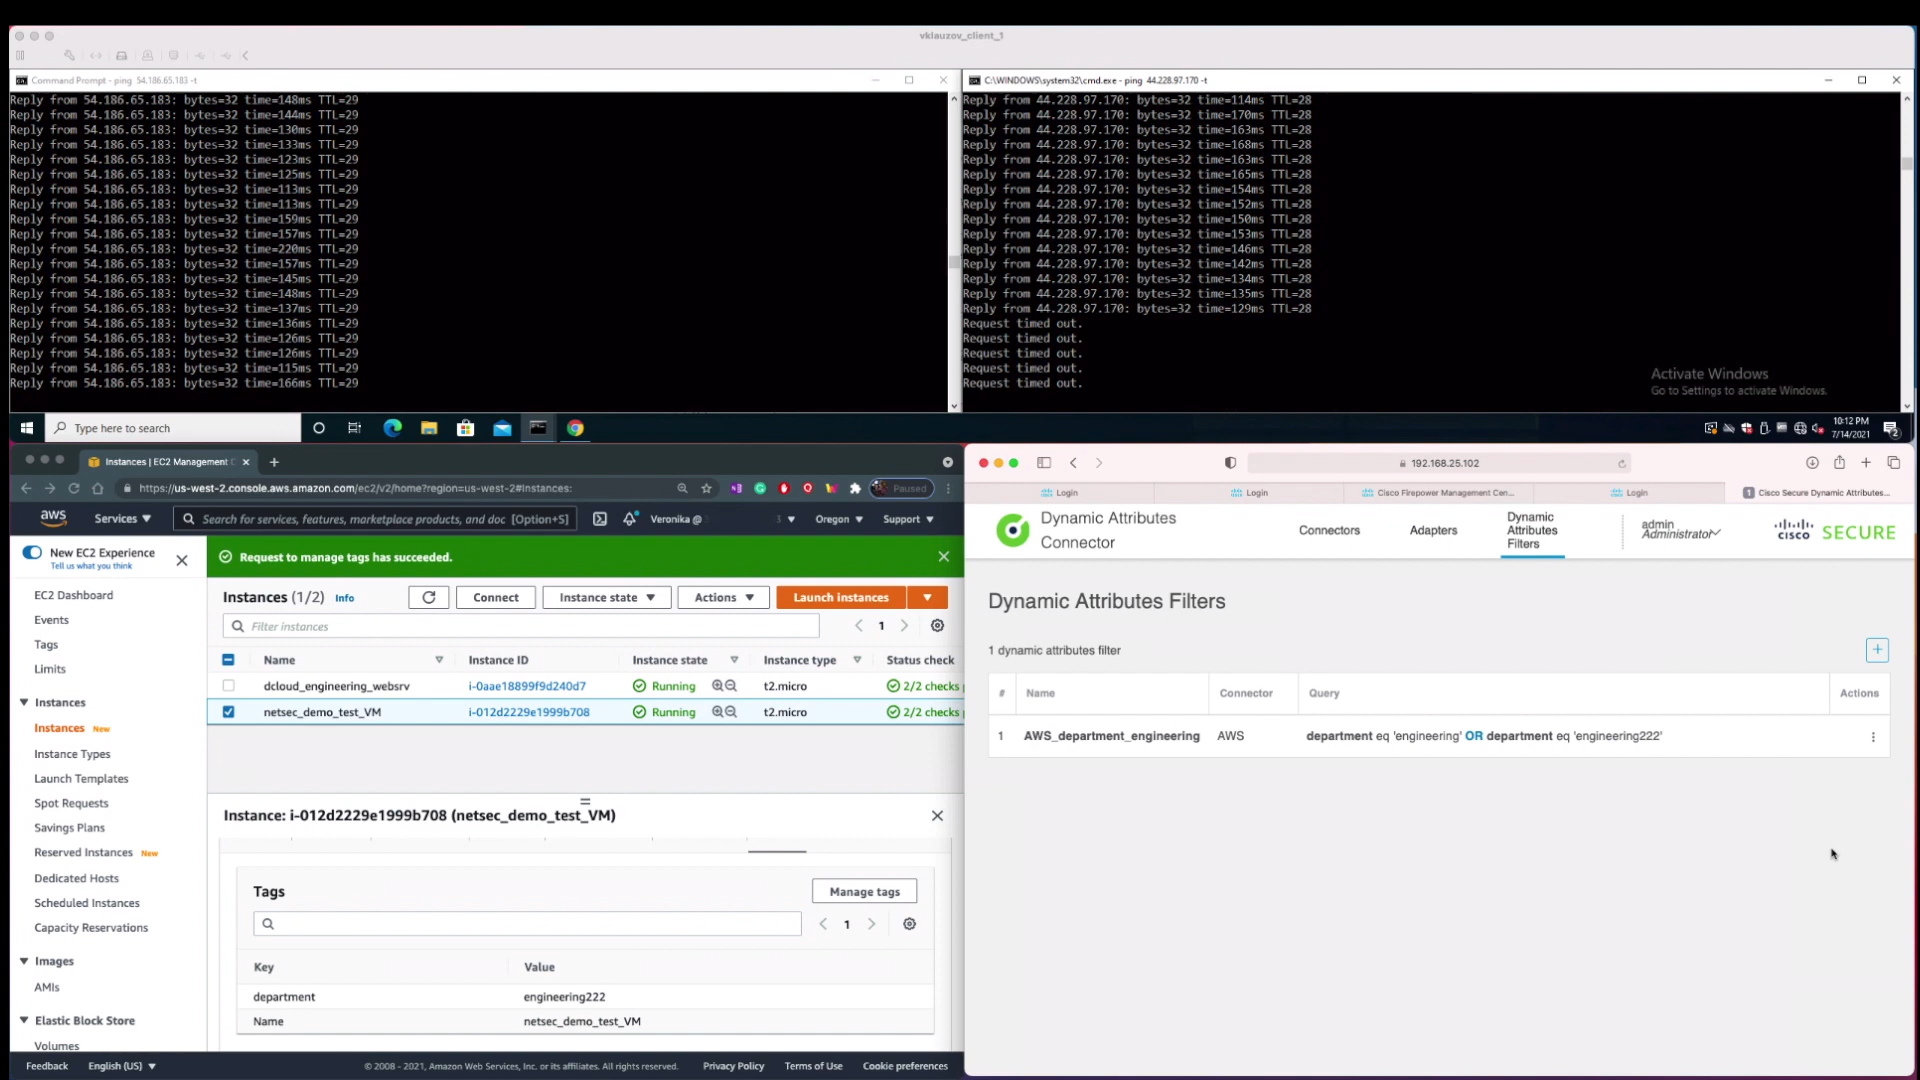 vklauzov_client_1
Command Prompt - ping 54.186.65.183 -t
Reply from 54.186.65.183: bytes=32 time=148ms TTL=29
Reply from 54.186.65.183: bytes=32 time=144ms TTL=29
Reply from 54.186.65.183: bytes=32 time=130ms TTL=29
Reply from 54.186.65.183: bytes=32 time=133ms TTL=29
Reply from 54.186.65.183: bytes=32 time=123ms TTL=29
Reply from 54.186.65.183: bytes=32 time=125ms TTL=29
Reply from 54.186.65.183: bytes=32 time=113ms TTL=29
Reply from 54.186.65.183: bytes=32 time=113ms TTL=29
Reply from 54.186.65.183: bytes=32 time=159ms TTL=29
Reply from 54.186.65.183: bytes=32 time=157ms TTL=29
Reply from 54.186.65.183: bytes=32 time=220ms TTL=29
Reply from 54.186.65.183: bytes=32 time=157ms TTL=29
Reply from 54.186.65.183: bytes=32 time=145ms TTL=29
Reply from 54.186.65.183: bytes=32 time=148ms TTL=29
Reply from 54.186.65.183: bytes=32 time=137ms TTL=29
Reply from 54.186.65.183: bytes=32 time=136ms TTL=29
Reply from 54.186.65.183: bytes=32 time=126ms TTL=29
Reply from 54.186.65.183: bytes=32 time=126ms TTL=29
Reply from 54.186.65.183: bytes=32 time=115ms TTL=29
Reply from 54.186.65.183: bytes=32 time=166ms TTL=29
C:\WINDOWS\system32\cmd.exe - ping 44.228.97.170 -t
Reply from 44.228.97.170: bytes=32 time=114ms TTL=28
Reply from 44.228.97.170: bytes=32 time=170ms TTL=28
Reply from 44.228.97.170: bytes=32 time=163ms TTL=28
Reply from 44.228.97.170: bytes=32 time=168ms TTL=28
Reply from 44.228.97.170: bytes=32 time=163ms TTL=28
Reply from 44.228.97.170: bytes=32 time=165ms TTL=28
Reply from 44.228.97.170: bytes=32 time=154ms TTL=28
Reply from 44.228.97.170: bytes=32 time=152ms TTL=28
Reply from 44.228.97.170: bytes=32 time=150ms TTL=28
Reply from 44.228.97.170: bytes=32 time=153ms TTL=28
Reply from 44.228.97.170: bytes=32 time=146ms TTL=28
Reply from 44.228.97.170: bytes=32 time=142ms TTL=28
Reply from 44.228.97.170: bytes=32 time=134ms TTL=28
Reply from 44.228.97.170: bytes=32 time=135ms TTL=28
Reply from 44.228.97.170: bytes=32 time=129ms TTL=28
Request timed out.
Request timed out.
Request timed out.
Request timed out.
Request timed out.
Activate Windows
Go to Settings to activate Windows.
Type here to search
10:12 PM
7/14/2021
2
Instances | EC2 Management C
https://us-west-2.console.aws.amazon.com/ec2/v2/home?region=us-west-2#Instances:
Paused
aws Services Search for services, features, marketplace products, and doc [Option+S] Veronika @ 3 Oregon Support
New EC2 Experience
Tell us what you think
EC2 Dashboard
Events
Tags
Limits
Instances
Instances New
Instance Types
Launch Templates
Spot Requests
Savings Plans
Reserved Instances New
Dedicated Hosts
Scheduled Instances
Capacity Reservations
Images
AMIs
Elastic Block Store
Volumes
Request to manage tags has succeeded.
Instances (1/2) Info Connect Instance state Actions Launch instances
Filter instances 1
Name Instance ID Instance state Instance type Status check
dcloud_engineering_websrv i-0aae18899f9d240d7 Running t2.micro 2/2 checks p
netsec_demo_test_VM i-012d2229e1999b708 Running t2.micro 2/2 checks p
Instance: i-012d2229e1999b708 (netsec_demo_test_VM)
Tags Manage tags
1
Key Value
department engineering222
Name netsec_demo_test_VM
Feedback English (US) © 2008 - 2021, Amazon Web Services, Inc. or its affiliates. All rights reserved. Privacy Policy Terms of Use Cookie preferences
192.168.25.102
Login Login Cisco Firepower Management Cen... Login 1 Cisco Secure Dynamic Attributes...
Dynamic Attributes
Connector
Connectors
Adapters
Dynamic
Attributes
Filters
admin
Administrator
cisco SECURE
Dynamic Attributes Filters
1 dynamic attributes filter
# Name Connector Query Actions
1 AWS_department_engineering AWS department eq 'engineering' OR department eq 'engineering222'